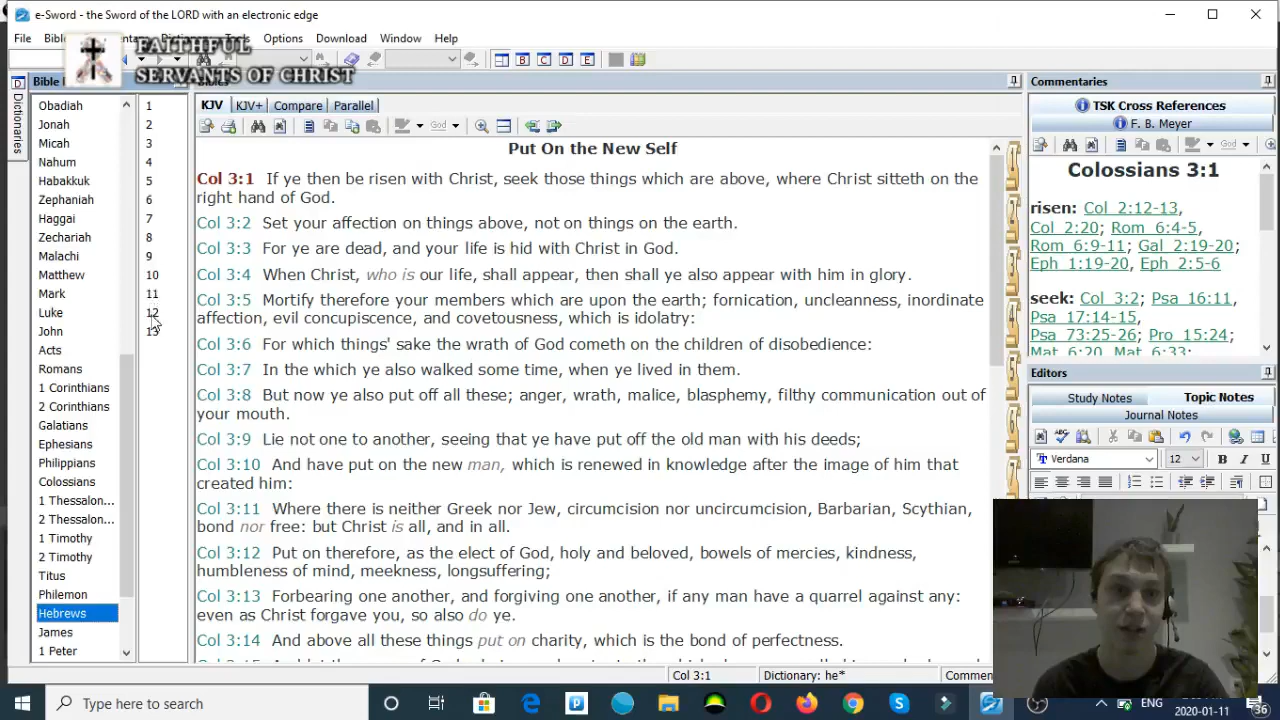 e-Sword - the Sword of the LORD with an electronic edge
File Options Download Window Help
FAITHFUL
SERVANTS OF CHRIST
Dictionaries
Obadiah
Jonah
Micah
Nahum
Habakkuk
Zephaniah
Haggai
Zechariah
Malachi
Matthew
Mark
Luke
John
Acts
Romans
1 Corinthians
2 Corinthians
Galatians
Ephesians
Philippians
Colossians
1 Thessalon...
2 Thessalon...
1 Timothy
2 Timothy
Titus
Philemon
Hebrews
James
1 Peter
1
2
3
4
5
6
7
8
9
10
11
12
13
KJV KJV+ Compare Parallel
Put On the New Self
Col 3:1 If ye then be risen with Christ, seek those things which are above, where Christ sitteth on the
right hand of God.
Col 3:2 Set your affection on things above, not on things on the earth.
Col 3:3 For ye are dead, and your life is hid with Christ in God.
Col 3:4 When Christ, who is our life, shall appear, then shall ye also appear with him in glory.
Col 3:5 Mortify therefore your members which are upon the earth; fornication, uncleanness, inordinate
affection, evil concupiscence, and covetousness, which is idolatry:
Col 3:6 For which things' sake the wrath of God cometh on the children of disobedience:
Col 3:7 In the which ye also walked some time, when ye lived in them.
Col 3:8 But now ye also put off all these; anger, wrath, malice, blasphemy, filthy communication out of
your mouth.
Col 3:9 Lie not one to another, seeing that ye have put off the old man with his deeds;
Col 3:10 And have put on the new man, which is renewed in knowledge after the image of him that
created him:
Col 3:11 Where there is neither Greek nor Jew, circumcision nor uncircumcision, Barbarian, Scythian,
bond nor free: but Christ is all, and in all.
Col 3:12 Put on therefore, as the elect of God, holy and beloved, bowels of mercies, kindness,
humbleness of mind, meekness, longsuffering;
Col 3:13 Forbearing one another, and forgiving one another, if any man have a quarrel against any:
even as Christ forgave you, so also do ye.
Col 3:14 And above all these things put on charity, which is the bond of perfectness.
Commentaries
TSK Cross References
F. B. Meyer
Colossians 3:1
risen: Col 2:12-13,
Col 2:20; Rom 6:4-5,
Rom 6:9-11; Gal 2:19-20;
Eph 1:19-20, Eph 2:5-6
seek: Col 3:2; Psa 16:11,
Psa 17:14-15,
Psa 73:25-26; Pro 15:24;
Mat 6:20, Mat 6:33;
Editors
Study Notes Topic Notes
Journal Notes
Verdana 12 B I U
Col 3:1 Dictionary: he* Commen
Type here to search
ENG
2020-01-11
36